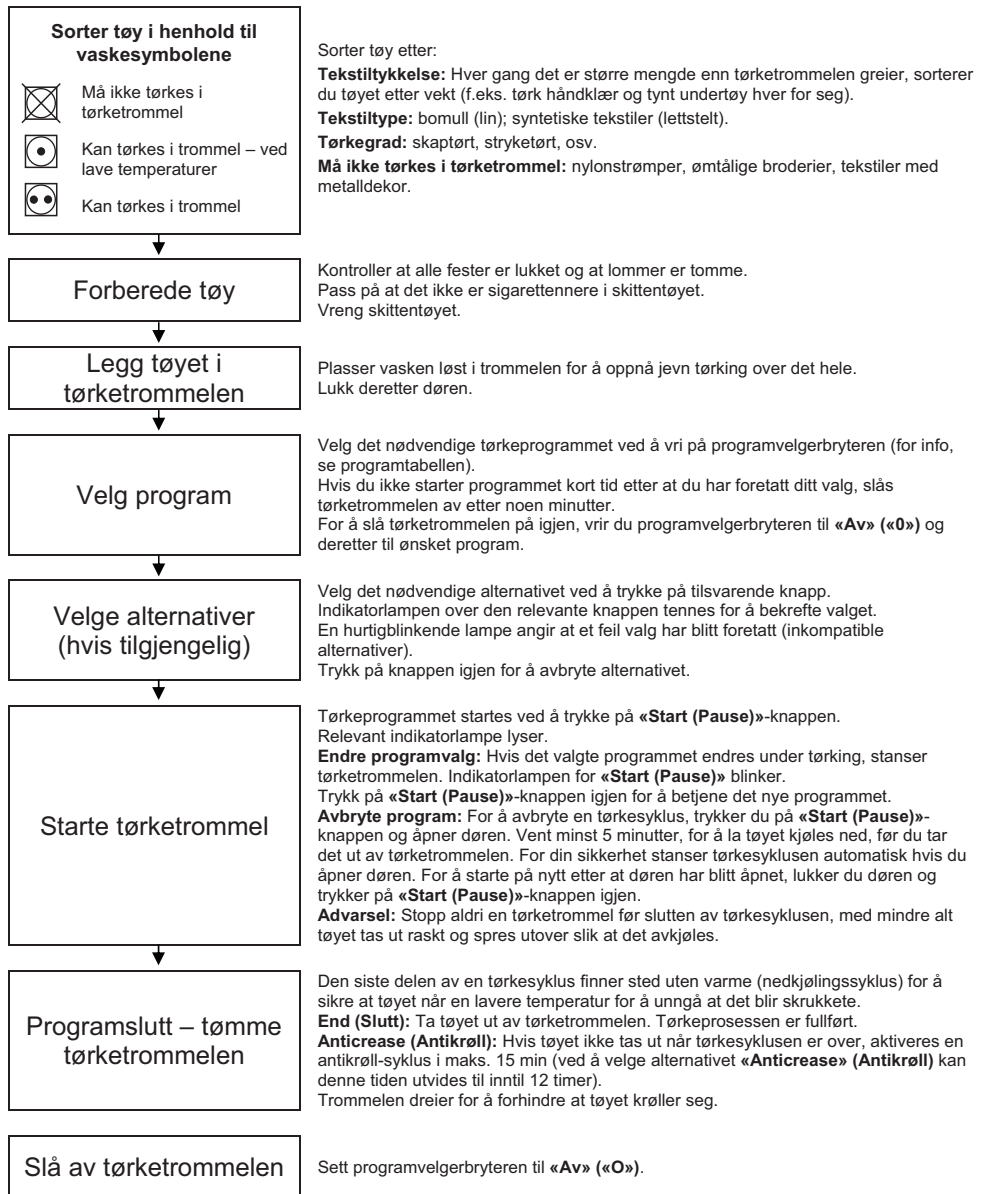 Sorter tøy i henhold til
vaskesymbolene
Må ikke tørkes i
tørketrommel
Kan tørkes i trommel – ved
lave temperaturer
Kan tørkes i trommel
Sorter tøy etter:
Tekstiltykkelse: Hver gang det er større mengde enn tørketrommelen greier, sorterer
du tøyet etter vekt (f.eks. tørk håndklær og tynt undertøy hver for seg).
Tekstiltype: bomull (lin); syntetiske tekstiler (lettstelt).
Tørkegrad: skaptørt, stryketørt, osv.
Må ikke tørkes i tørketrommel: nylonstrømper, ømtålige broderier, tekstiler med
metalldekor.
Forberede tøy
Kontroller at alle fester er lukket og at lommer er tomme.
Pass på at det ikke er sigarettennere i skittentøyet.
Vreng skittentøyet.
Legg tøyet i
tørketrommelen
Plasser vasken løst i trommelen for å oppnå jevn tørking over det hele.
Lukk deretter døren.
Velg program
Velg det nødvendige tørkeprogrammet ved å vri på programvelgerbryteren (for info,
se programtabellen).
Hvis du ikke starter programmet kort tid etter at du har foretatt ditt valg, slås
tørketrommelen av etter noen minutter.
For å slå tørketrommelen på igjen, vrir du programvelgerbryteren til «Av» («0») og
deretter til ønsket program.
Velge alternativer
(hvis tilgjengelig)
Velg det nødvendige alternativet ved å trykke på tilsvarende knapp.
Indikatorlampen over den relevante knappen tennes for å bekrefte valget.
En hurtigblinkende lampe angir at et feil valg har blitt foretatt (inkompatible
alternativer).
Trykk på knappen igjen for å avbryte alternativet.
Starte tørketrommel
Tørkeprogrammet startes ved å trykke på «Start (Pause)»-knappen.
Relevant indikatorlampe lyser.
Endre programvalg: Hvis det valgte programmet endres under tørking, stanser
tørketrommelen. Indikatorlampen for «Start (Pause)» blinker.
Trykk på «Start (Pause)»-knappen igjen for å betjene det nye programmet.
Avbryte program: For å avbryte en tørkesyklus, trykker du på «Start (Pause)»-
knappen og åpner døren. Vent minst 5 minutter, for å la tøyet kjøles ned, før du tar
det ut av tørketrommelen. For din sikkerhet stanser tørkesyklusen automatisk hvis du
åpner døren. For å starte på nytt etter at døren har blitt åpnet, lukker du døren og
trykker på «Start (Pause)»-knappen igjen.
Advarsel: Stopp aldri en tørketrommel før slutten av tørkesyklusen, med mindre alt
tøyet tas ut raskt og spres utover slik at det avkjøles.
Programslutt – tømme
tørketrommelen
Den siste delen av en tørkesyklus finner sted uten varme (nedkjølingssyklus) for å
sikre at tøyet når en lavere temperatur for å unngå at det blir skrukkete.
End (Slutt): Ta tøyet ut av tørketrommelen. Tørkeprosessen er fullført.
Anticrease (Antikrøll): Hvis tøyet ikke tas ut når tørkesyklusen er over, aktiveres en
antikrøll-syklus i maks. 15 min (ved å velge alternativet «Anticrease» (Antikrøll) kan
denne tiden utvides til inntil 12 timer).
Trommelen dreier for å forhindre at tøyet krøller seg.
Slå av tørketrommelen
Sett programvelgerbryteren til «Av» («O»).